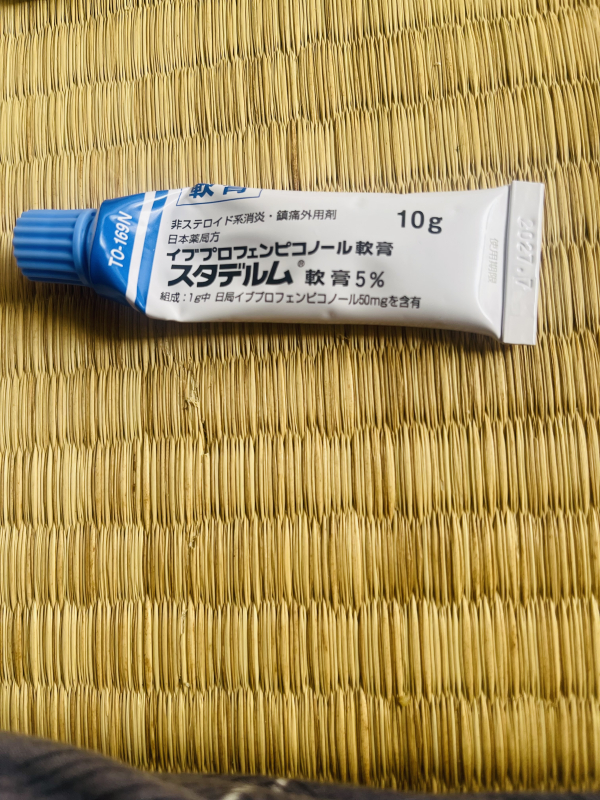 軟膏
TO-169N
非ステロイド系消炎・鎮痛外用剤
10g
日本薬局方
イブプロフェンピコノール軟膏
スタデルム® 軟膏5%
組成:1g中 日局イブプロフェンピコノール50mgを含有